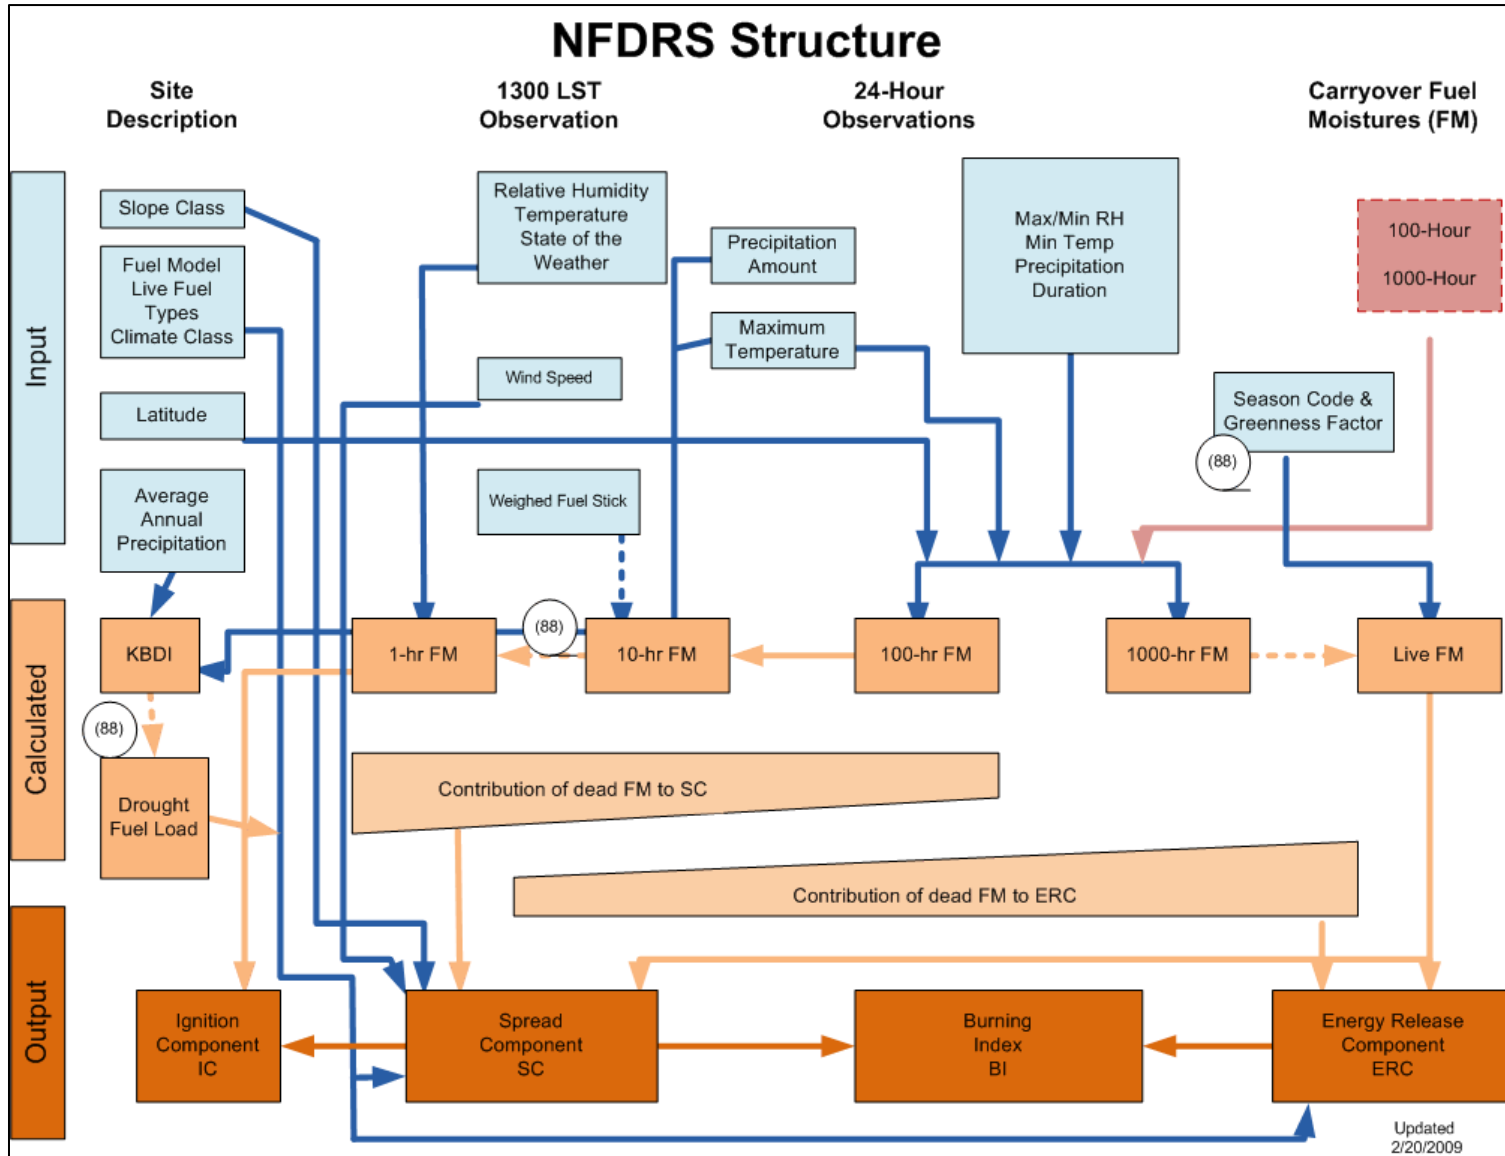 NFDRS Structure
Site
Description
1300 LST
Observation
24-Hour
Observations
Carryover Fuel
Moistures (FM)
Input
Slope Class
Fuel Model
Live Fuel
Types
Climate Class
Latitude
Average
Annual
Precipitation
Relative Humidity
Temperature
State of the
Weather
Wind Speed
Weighed Fuel Stick
Precipitation
Amount
Maximum
Temperature
Max/Min RH
Min Temp
Precipitation
Duration
100-Hour
1000-Hour
Season Code &
Greenness Factor
(88)
Calculated
KBDI
1-hr FM
(88)
10-hr FM
100-hr FM
1000-hr FM
Live FM
(88)
Drought
Fuel Load
Contribution of dead FM to SC
Contribution of dead FM to ERC
Output
Ignition
Component
IC
Spread
Component
SC
Burning
Index
BI
Energy Release
Component
ERC
Updated
2/20/2009